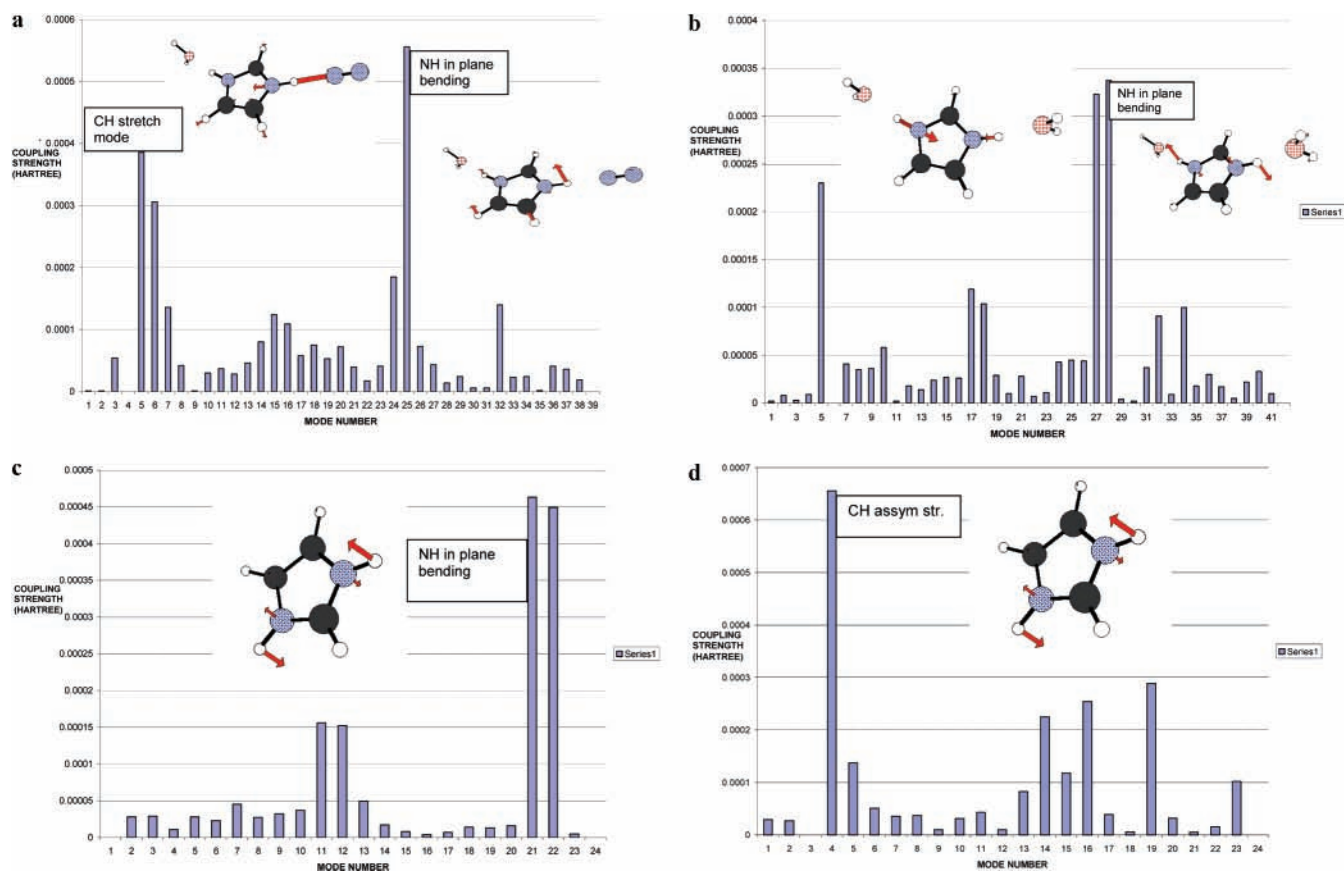 a
0.0006
0.0005
0.0004
0.0003
0.0002
0.0001
0
COUPLING
STRENGTH
(HARTREE)
CH stretch
mode
NH in plane
bending
1 2 3 4 5 6 7 8 9 10 11 12 13 14 15 16 17 18 19 20 21 22 23 24 25 26 27 28 29 30 31 32 33 34 35 36 37 38 39
MODE NUMBER
b
0.0004
0.00035
0.0003
0.00025
0.0002
0.00015
0.0001
0.00005
0
COUPLING
STRENGTH
(HARTREE)
NH in plane
bending
Series1
1 3 5 7 9 11 13 15 17 19 21 23 25 27 29 31 33 35 37 39 41
MODE NUMBER
c
0.0005
0.00045
0.0004
0.00035
0.0003
0.00025
0.0002
0.00015
0.0001
0.00005
0
COUPLING
STRENGTH
(HARTREE)
NH in plane
bending
Series1
1 2 3 4 5 6 7 8 9 10 11 12 13 14 15 16 17 18 19 20 21 22 23 24
MODE NUMBER
d
0.0007
0.0006
0.0005
0.0004
0.0003
0.0002
0.0001
0
COUPLING
STRENGTH
(HARTREE)
CH assym str.
Series1
1 2 3 4 5 6 7 8 9 10 11 12 13 14 15 16 17 18 19 20 21 22 23 24
MODE NUMBER